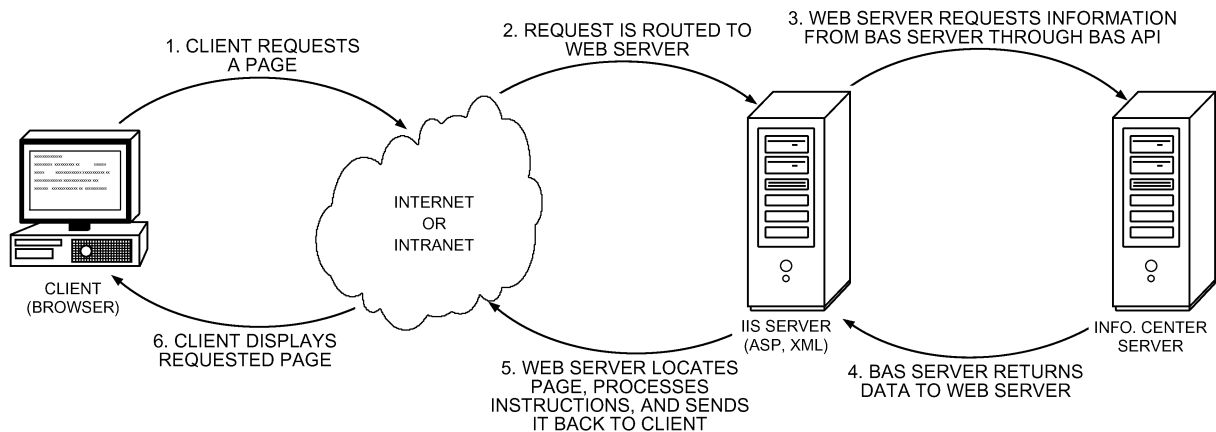 1. CLIENT REQUESTS
A PAGE
2. REQUEST IS ROUTED TO
WEB SERVER
3. WEB SERVER REQUESTS INFORMATION
FROM BAS SERVER THROUGH BAS API
INTERNET
OR
INTRANET
CLIENT
(BROWSER)
IIS SERVER
(ASP, XML)
INFO. CENTER
SERVER
6. CLIENT DISPLAYS
REQUESTED PAGE
5. WEB SERVER LOCATES
PAGE, PROCESSES
INSTRUCTIONS, AND SENDS
IT BACK TO CLIENT
4. BAS SERVER RETURNS
DATA TO WEB SERVER